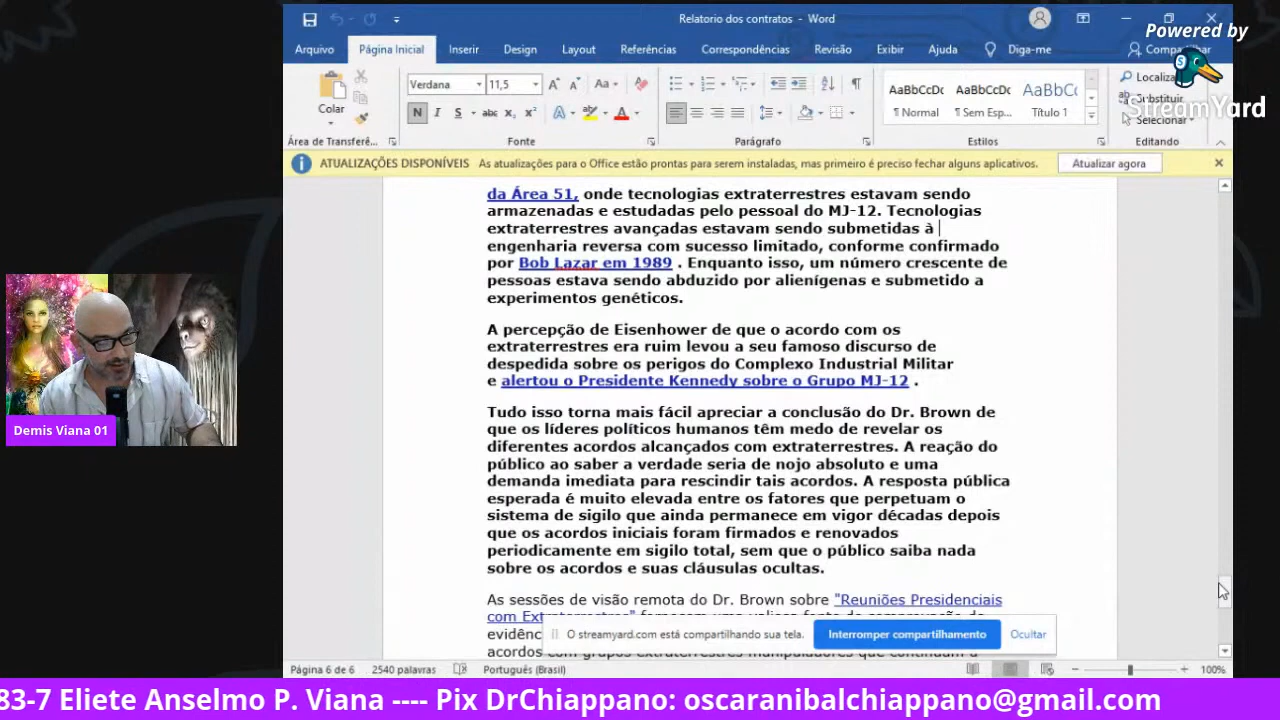 Relatorio dos contratos - Word
Powered by
StreamYard
Arquivo Página Inicial Inserir Design Layout Referências Correspondências Revisão Exibir Ajuda Diga-me
Colar
Verdana 11,5
Aa
N I S abc x₂ x²
AaBbCcDc AaBbCcDc AaBbCc
¶ Normal ¶ Sem Esp... Título 1
Substituir
Selecionar
Área de Transferê... Fonte Parágrafo Estilos Editando
ATUALIZAÇÕES DISPONÍVEIS As atualizações para o Office estão prontas para serem instaladas, mas primeiro é preciso fechar alguns aplicativos. Atualizar agora
da Área 51, onde tecnologias extraterrestres estavam sendo
armazenadas e estudadas pelo pessoal do MJ-12. Tecnologias
extraterrestres avançadas estavam sendo submetidas à
engenharia reversa com sucesso limitado, conforme confirmado
por Bob Lazar em 1989 . Enquanto isso, um número crescente de
pessoas estava sendo abduzido por alienígenas e submetido a
experimentos genéticos.
A percepção de Eisenhower de que o acordo com os
extraterrestres era ruim levou a seu famoso discurso de
despedida sobre os perigos do Complexo Industrial Militar
e alertou o Presidente Kennedy sobre o Grupo MJ-12 .
Tudo isso torna mais fácil apreciar a conclusão do Dr. Brown de
que os líderes políticos humanos têm medo de revelar os
diferentes acordos alcançados com extraterrestres. A reação do
público ao saber a verdade seria de nojo absoluto e uma
demanda imediata para rescindir tais acordos. A resposta pública
esperada é muito elevada entre os fatores que perpetuam o
sistema de sigilo que ainda permanece em vigor décadas depois
que os acordos iniciais foram firmados e renovados
periodicamente em sigilo total, sem que o público saiba nada
sobre os acordos e suas cláusulas ocultas.
As sessões de visão remota do Dr. Brown sobre "Reuniões Presidenciais
O streamyard.com está compartilhando sua tela. Interromper compartilhamento Ocultar
Página 6 de 6 2540 palavras Português (Brasil) 100%
Demis Viana 01
83-7 Eliete Anselmo P. Viana ---- Pix DrChiappano: oscaranibalchiappano@gmail.com